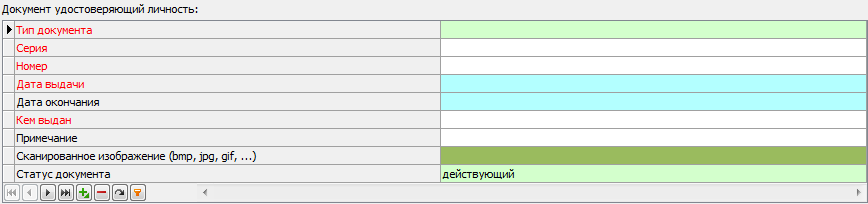 Документ удостоверяющий личность:
Тип документа
Серия
Номер
Дата выдачи
Дата окончания
Кем выдан
Примечание
Сканированное изображение (bmp, jpg, gif, ...)
Статус документа действующий